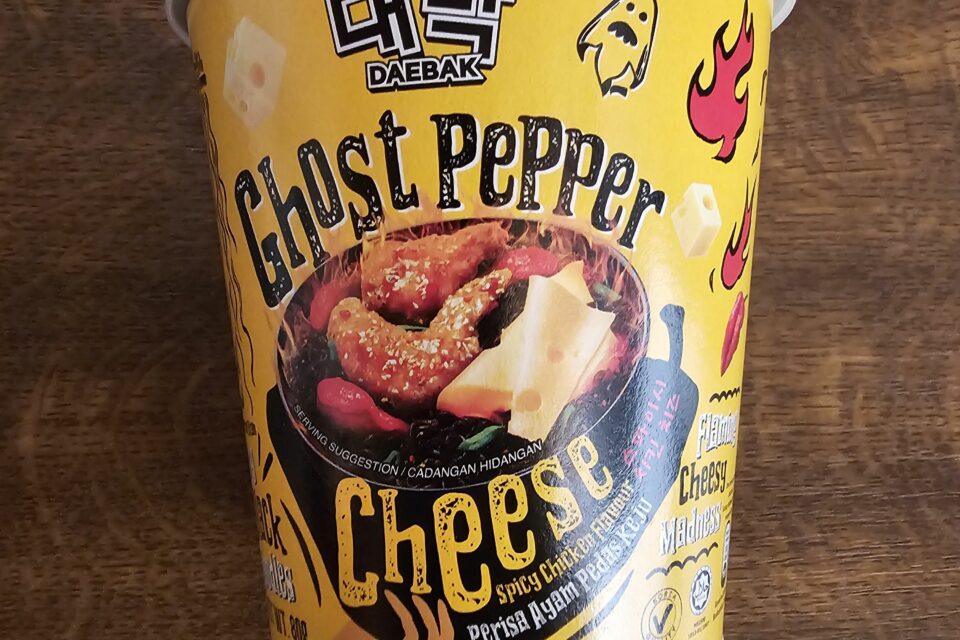 대박
DAEBAK
Ghost Pepper
SERVING SUGGESTION / CADANGAN HIDANGAN
Cheese
Spicy Chicken Flavour
Perisa Ayam Pedas Keju
Flaming
Cheesy
Madness